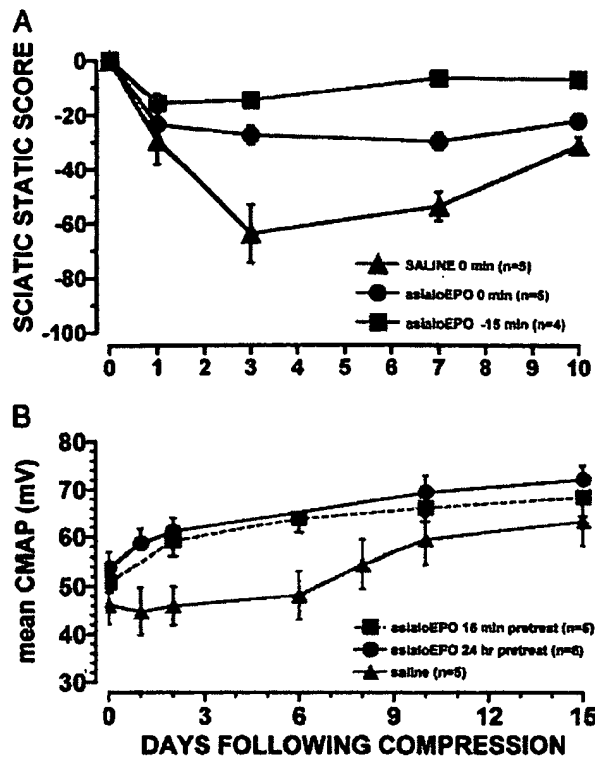 A
SCIATIC STATIC SCORE
0
-20
-40
-60
-80
-100
SALINE 0 min (n=5)
asialoEPO 0 min (n=5)
asialoEPO -15 min (n=4)
0 1 2 3 4 5 6 7 8 9 10
B
mean CMAP (mV)
80
70
60
50
40
30
asialoEPO 15 min pretreat (n=5)
asialoEPO 24 hr pretreat (n=6)
saline (n=5)
0 3 6 9 12 15
DAYS FOLLOWING COMPRESSION